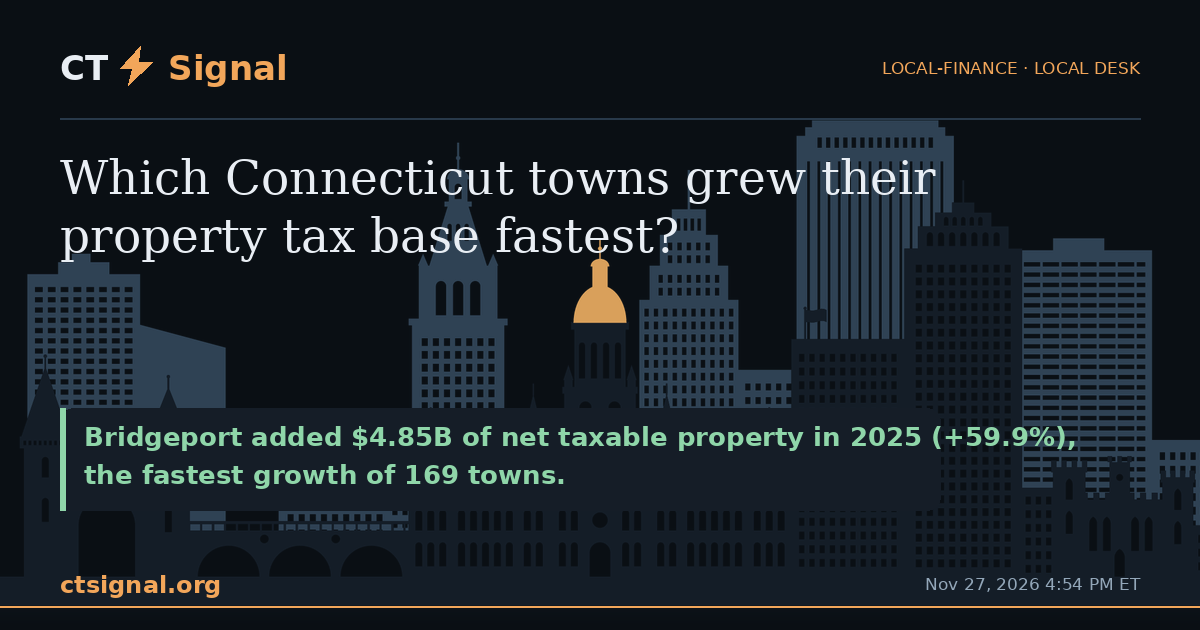 CT Signal
LOCAL-FINANCE · LOCAL DESK
Which Connecticut towns grew their
property tax base fastest?
Bridgeport added $4.85B of net taxable property in 2025 (+59.9%),
the fastest growth of 169 towns.
ctsignal.org
Nov 27, 2026 4:54 PM ET